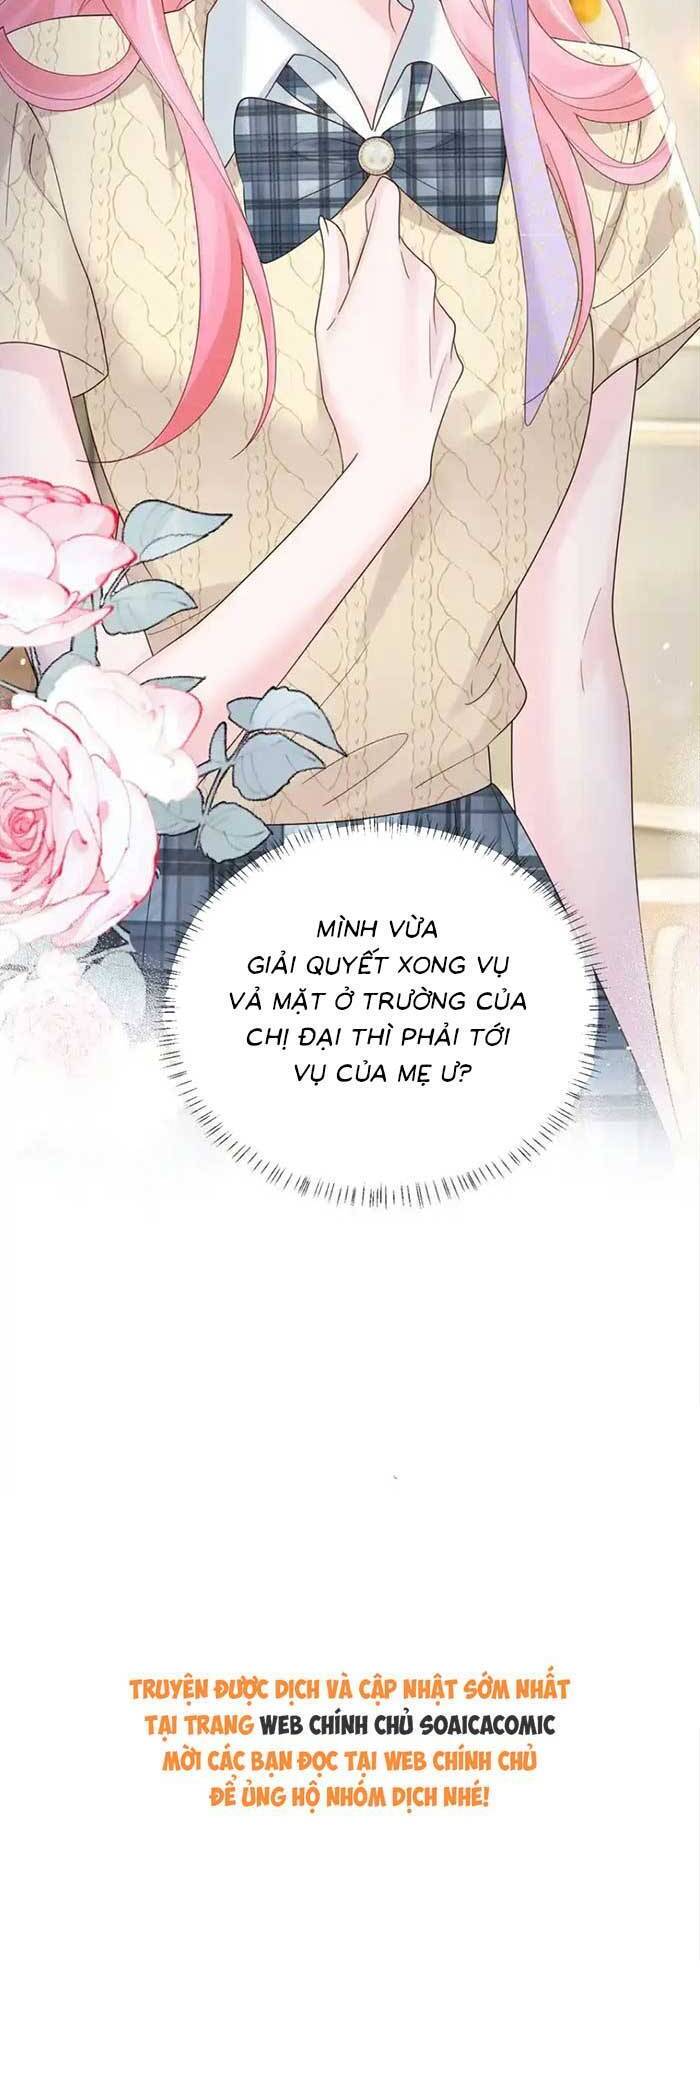 MÌNH VỪA
GIẢI QUYẾT XONG VỤ
VẢ MẶT Ở TRƯỜNG CỦA
CHỊ ĐẠI THÌ PHẢI TỚI
VỤ CỦA MẸ Ư?
TRUYỆN ĐƯỢC DỊCH VÀ CẬP NHẬT SỚM NHẤT
TẠI TRANG WEB CHÍNH CHỦ SOAICACOMIC
MỜI CÁC BẠN ĐỌC TẠI WEB CHÍNH CHỦ
ĐỂ ỦNG HỘ NHÓM DỊCH NHÉ!